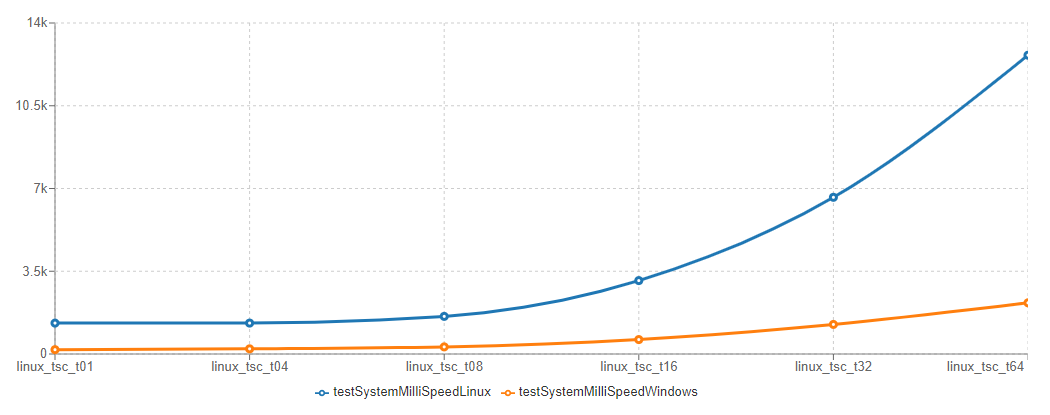 14k
10.5k
7k
3.5k
0
linux_tsc_t01 linux_tsc_t04 linux_tsc_t08 linux_tsc_t16 linux_tsc_t32 linux_tsc_t64
testSystemMilliSpeedLinux testSystemMilliSpeedWindows